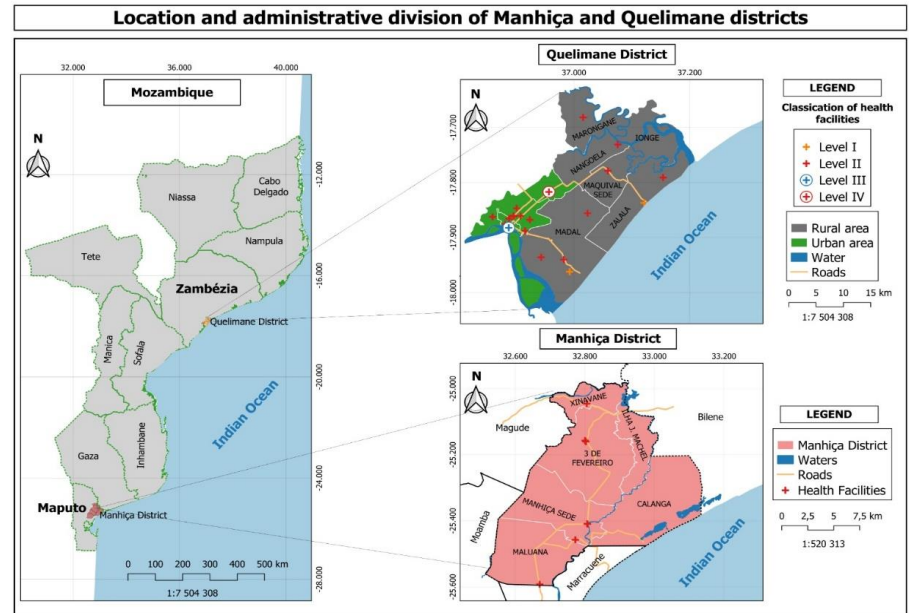 Location and administrative division of Manhiça and Quelimane districts
Mozambique
32.000
36.000
40.000
N
Niassa
Cabo
Delgado
Nampula
Tete
Zambézia
Quelimane District
Manica
Sofala
Inhambane
Gaza
Maputo
Manhiça District
Indian Ocean
-12.000
-16.000
-20.000
-24.000
-28.000
0 100 200 300 400 500 km
1:7 504 308
Quelimane District
37.000
37.200
N
MARONGANE
IONGE
NANGOELA
MAQUIVAL
SEDE
ZALALA
MADAL
Indian Ocean
-17.700
-17.800
-17.900
-18.000
LEGEND
Classication of health
facilities
Level I
Level II
Level III
Level IV
Rural area
Urban area
Water
Roads
0 5 10 15 km
1:7 504 308
Manhiça District
32.600
32.800
33.000
33.200
N
XINAVANE
ILHA J. MACHEL
Magude
Bilene
3 DE
FEVEREIRO
MANHIÇA SEDE
CALANGA
Moamba
MALUANA
Marracuene
Indian Ocean
-25.000
-25.200
-25.400
-25.600
LEGEND
Manhiça District
Waters
Roads
Health Facilities
0 2,5 5 7,5 km
1:520 313